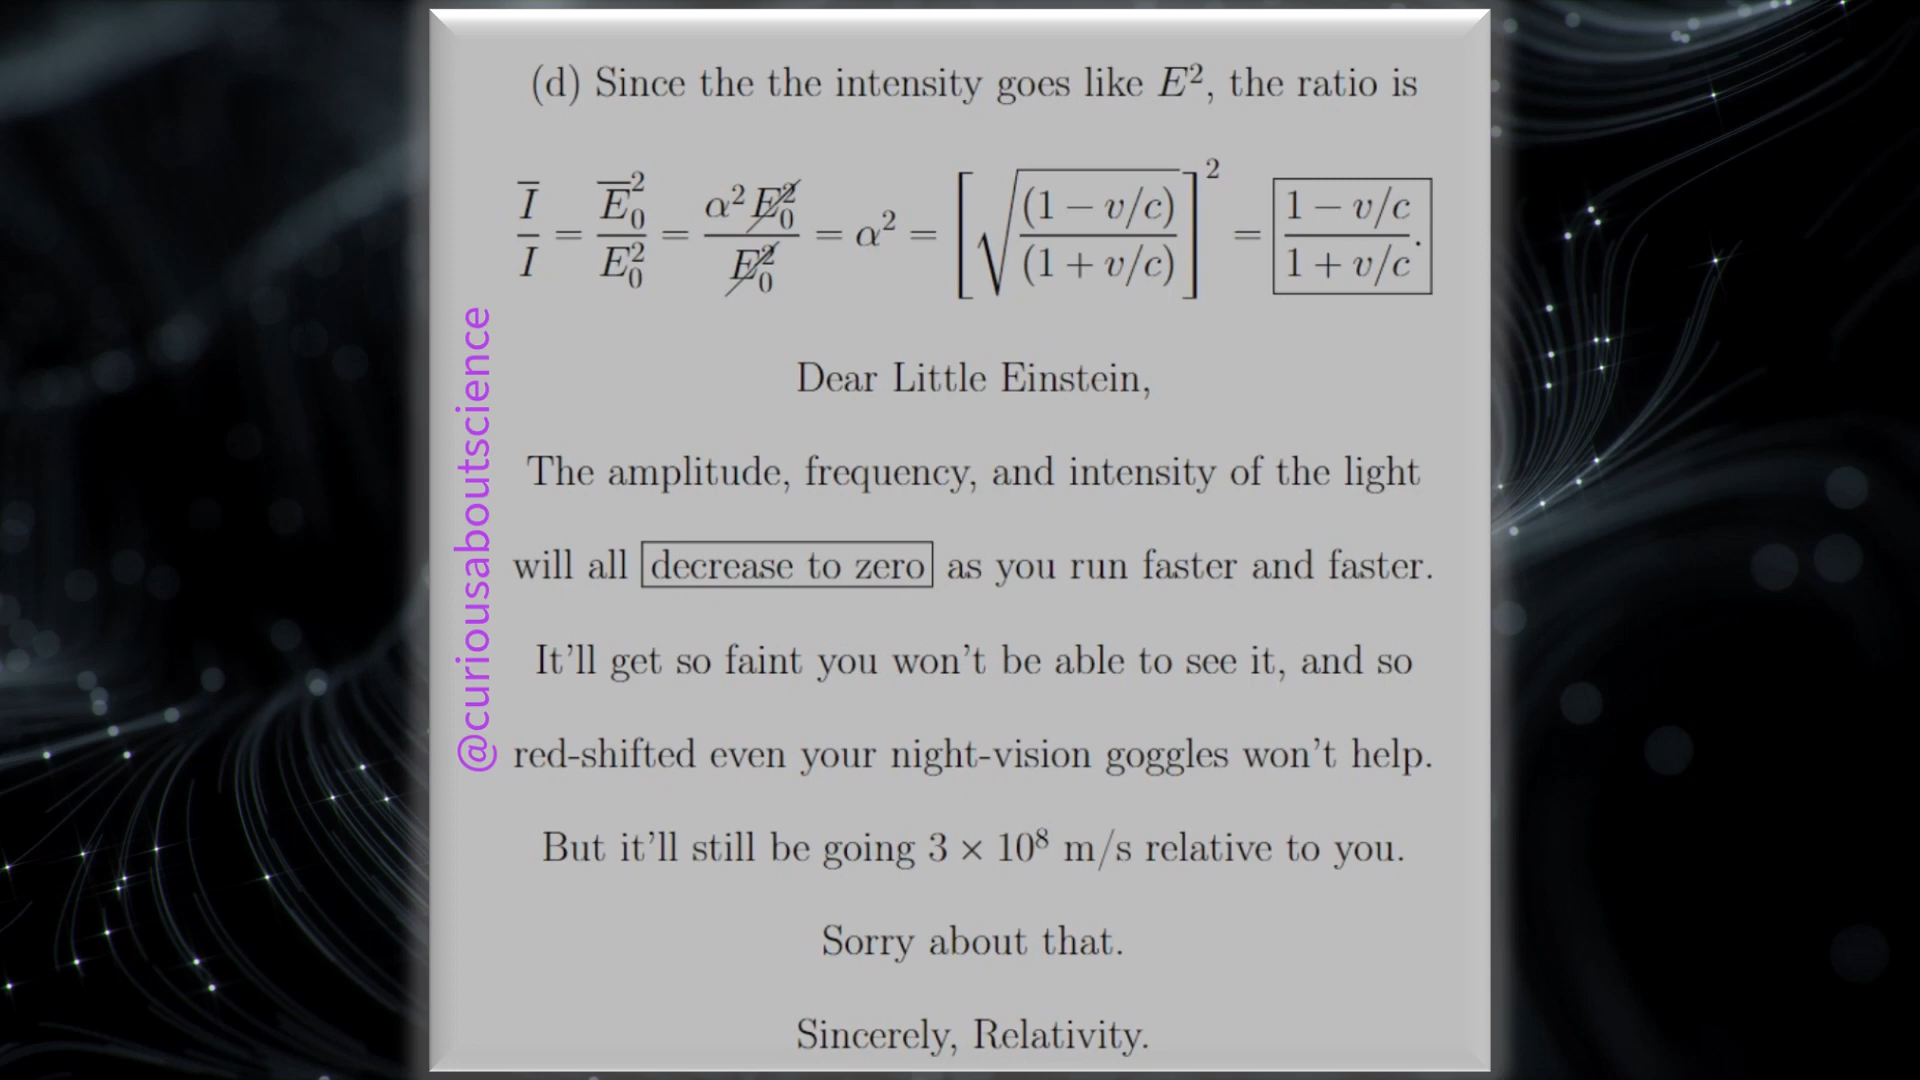 (d) Since the the intensity goes like E², the ratio is
I̅/I = E̅₀²/E₀² = α²E₀²/E₀² = α² = [√((1 − v/c)/(1 + v/c))]² = (1 − v/c)/(1 + v/c).
Dear Little Einstein,
The amplitude, frequency, and intensity of the light
will all decrease to zero as you run faster and faster.
It'll get so faint you won't be able to see it, and so
red-shifted even your night-vision goggles won't help.
But it'll still be going 3 × 10⁸ m/s relative to you.
Sorry about that.
Sincerely, Relativity.
@curiousaboutscience